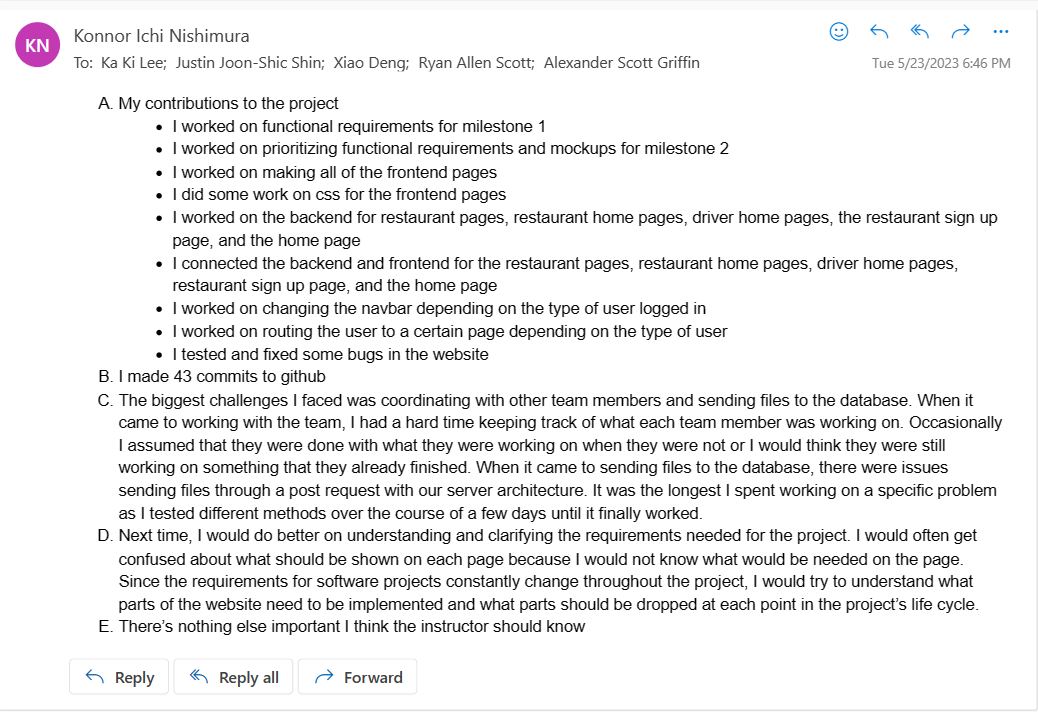 KN
Konnor Ichi Nishimura
To: Ka Ki Lee; Justin Joon-Shic Shin; Xiao Deng; Ryan Allen Scott; Alexander Scott Griffin
Tue 5/23/2023 6:46 PM
A. My contributions to the project
• I worked on functional requirements for milestone 1
• I worked on prioritizing functional requirements and mockups for milestone 2
• I worked on making all of the frontend pages
• I did some work on css for the frontend pages
• I worked on the backend for restaurant pages, restaurant home pages, driver home pages, the restaurant sign up
page, and the home page
• I connected the backend and frontend for the restaurant pages, restaurant home pages, driver home pages,
restaurant sign up page, and the home page
• I worked on changing the navbar depending on the type of user logged in
• I worked on routing the user to a certain page depending on the type of user
• I tested and fixed some bugs in the website
B. I made 43 commits to github
C. The biggest challenges I faced was coordinating with other team members and sending files to the database. When it
came to working with the team, I had a hard time keeping track of what each team member was working on. Occasionally
I assumed that they were done with what they were working on when they were not or I would think they were still
working on something that they already finished. When it came to sending files to the database, there were issues
sending files through a post request with our server architecture. It was the longest I spent working on a specific problem
as I tested different methods over the course of a few days until it finally worked.
D. Next time, I would do better on understanding and clarifying the requirements needed for the project. I would often get
confused about what should be shown on each page because I would not know what would be needed on the page.
Since the requirements for software projects constantly change throughout the project, I would try to understand what
parts of the website need to be implemented and what parts should be dropped at each point in the project's life cycle.
E. There's nothing else important I think the instructor should know
Reply
Reply all
Forward